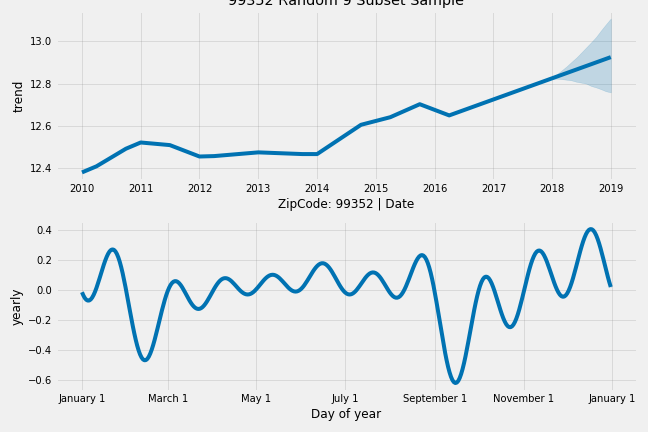 99352 Random 9 Subset Sample
13.0
12.8
12.6
12.4
trend
2010 2011 2012 2013 2014 2015 2016 2017 2018 2019
ZipCode: 99352 | Date
0.4
0.2
0.0
−0.2
−0.4
−0.6
yearly
January 1 March 1 May 1 July 1 September 1 November 1 January 1
Day of year